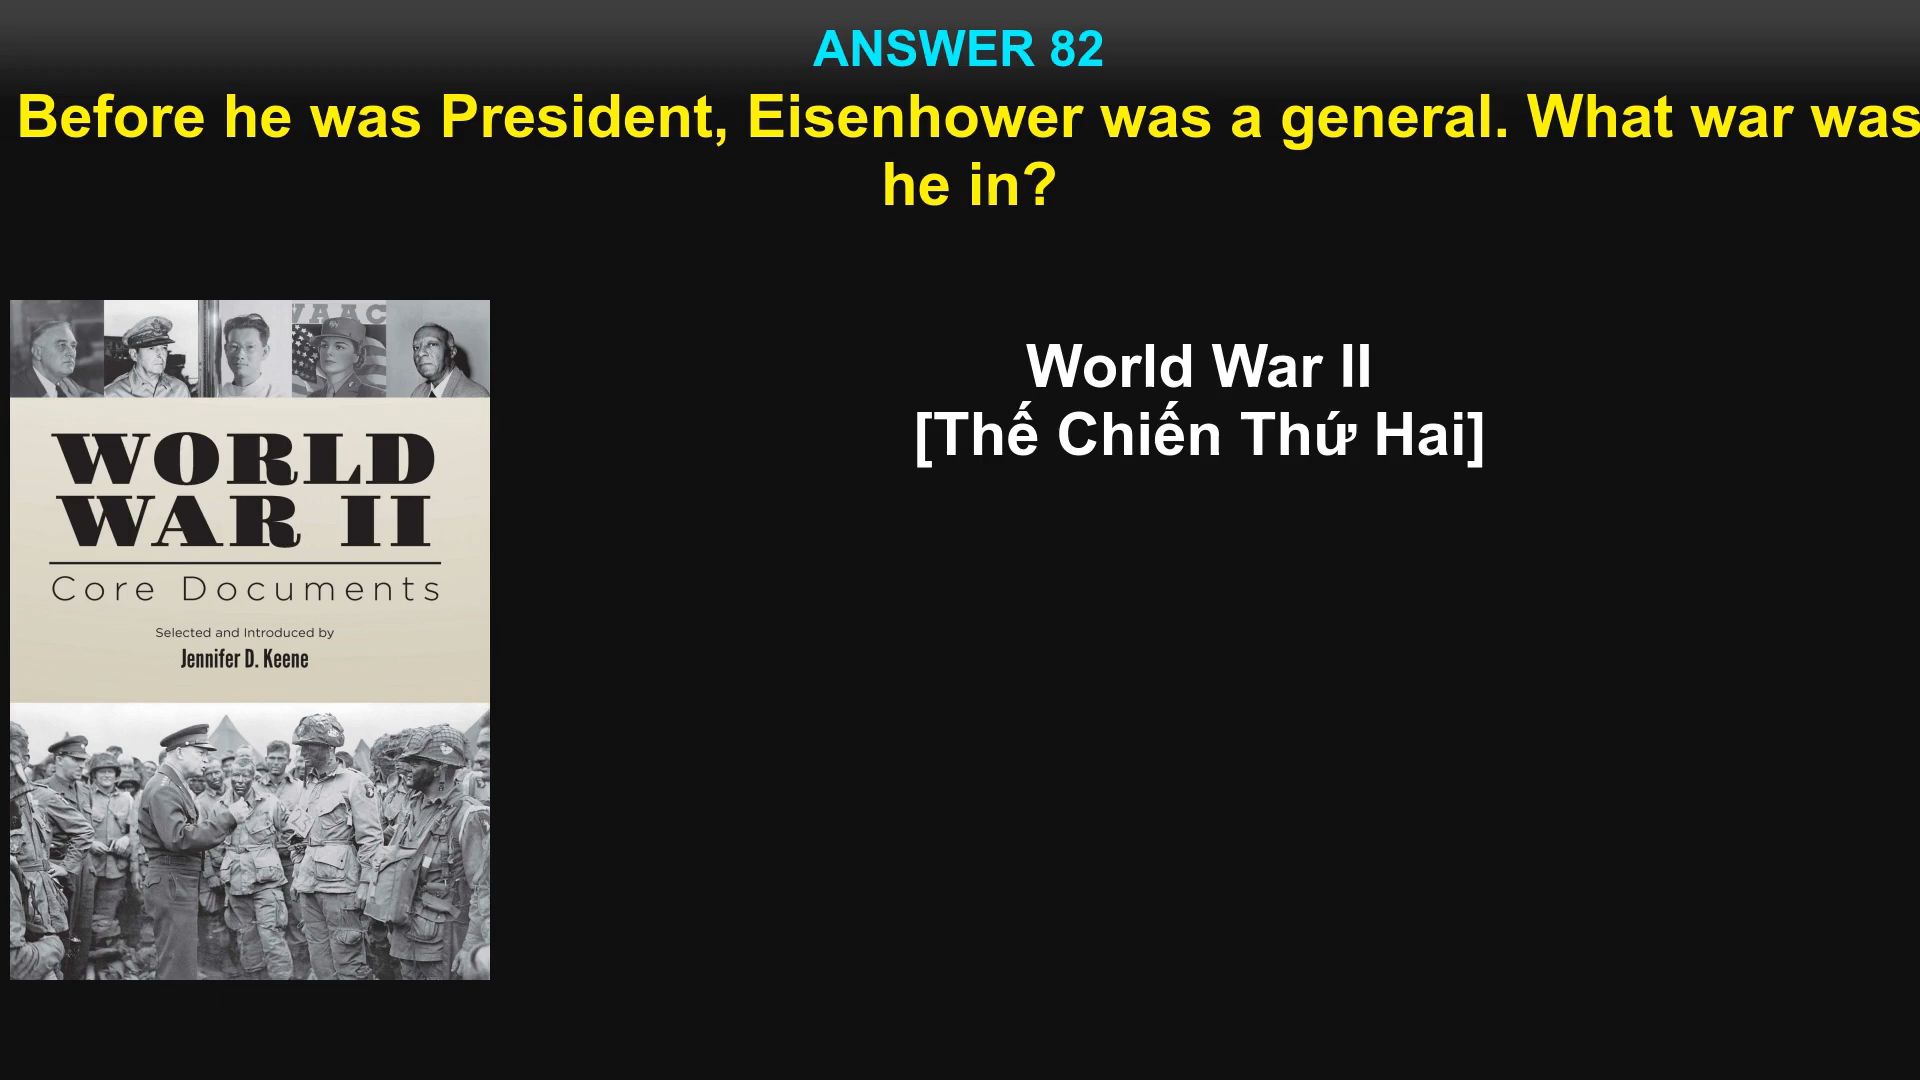 ANSWER 82
Before he was President, Eisenhower was a general. What war was
he in?
World War II
[Thế Chiến Thứ Hai]
VAAC
WORLD
WAR II
Core Documents
Selected and Introduced by
Jennifer D. Keene